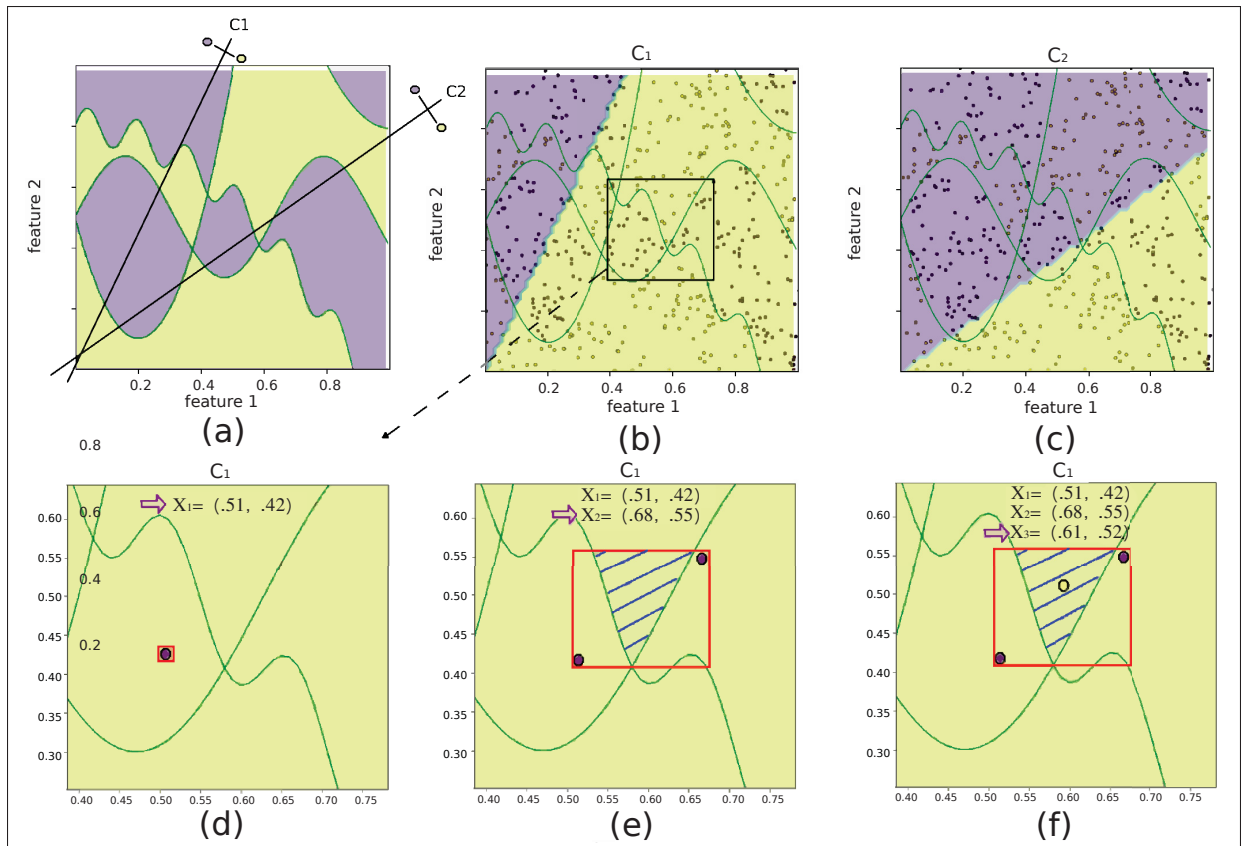 C1
C2
feature 2
0.2 0.4 0.6 0.8
feature 1
(a)
C₁
feature 2
0.2 0.4 0.6 0.8
feature 1
(b)
C₂
feature 2
0.2 0.4 0.6 0.8
feature 1
(c)
0.8
0.6
0.4
0.2
C₁
X₁= (.51, .42)
0.60
0.55
0.50
0.45
0.40
0.35
0.30
0.40 0.45 0.50 0.55 0.60 0.65 0.70 0.75
(d)
C₁
X₁= (.51, .42)
X₂= (.68, .55)
0.60
0.55
0.50
0.45
0.40
0.35
0.30
0.40 0.45 0.50 0.55 0.60 0.65 0.70 0.75
(e)
C₁
X₁= (.51, .42)
X₂= (.68, .55)
X₃= (.61, .52)
0.60
0.55
0.50
0.45
0.40
0.35
0.30
0.40 0.45 0.50 0.55 0.60 0.65 0.70 0.75
(f)